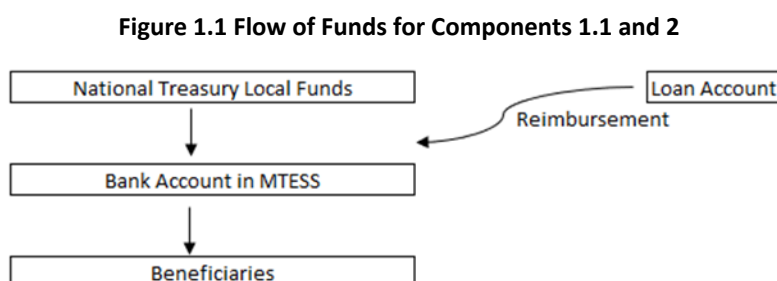 Figure 1.1 Flow of Funds for Components 1.1 and 2
National Treasury Local Funds
Loan Account
Reimbursement
Bank Account in MTESS
Beneficiaries